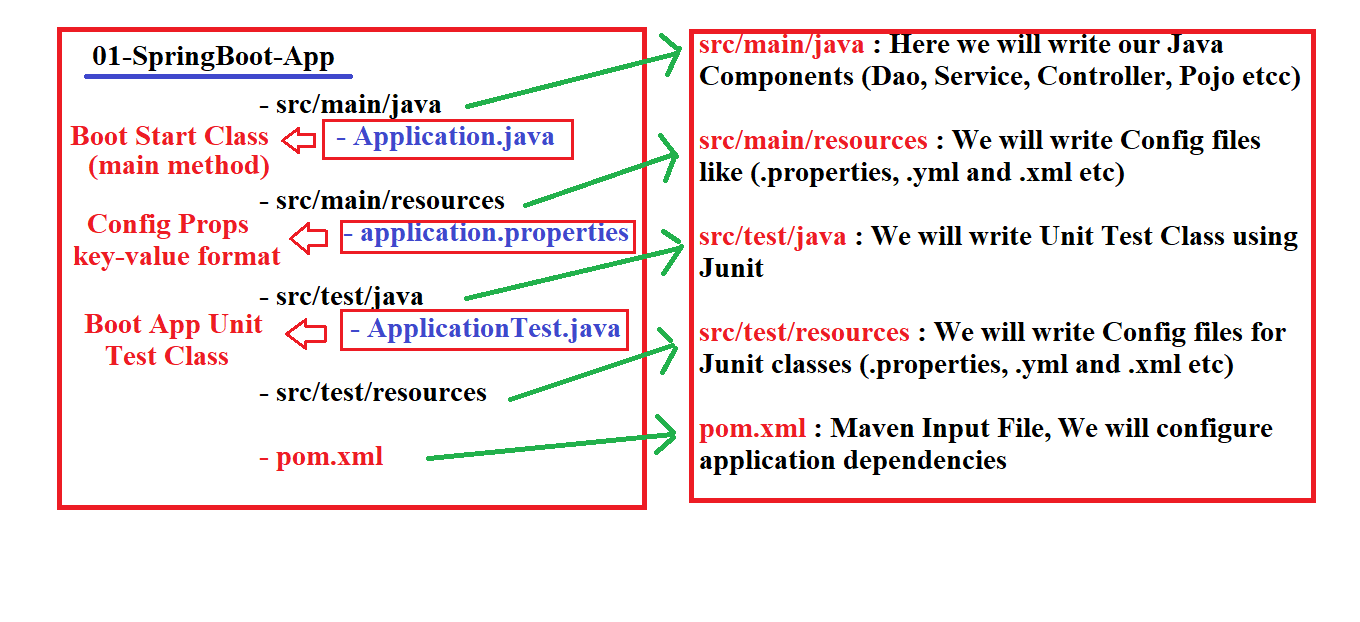 01-SpringBoot-App
- src/main/java
Boot Start Class
(main method)
- Application.java
- src/main/resources
Config Props
key-value format
- application.properties
- src/test/java
Boot App Unit
Test Class
- ApplicationTest.java
- src/test/resources
- pom.xml
src/main/java : Here we will write our Java
Components (Dao, Service, Controller, Pojo etcc)
src/main/resources : We will write Config files
like (.properties, .yml and .xml etc)
src/test/java : We will write Unit Test Class using
Junit
src/test/resources : We will write Config files for
Junit classes (.properties, .yml and .xml etc)
pom.xml : Maven Input File, We will configure
application dependencies